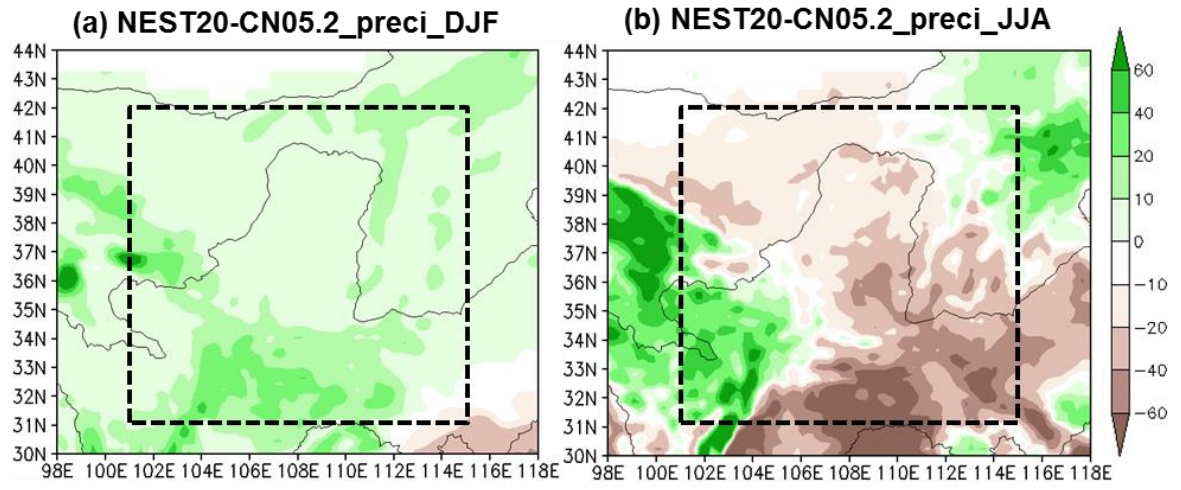 (a) NEST20-CN05.2_preci_DJF
(b) NEST20-CN05.2_preci_JJA
44N
43N
42N
41N
40N
39N
38N
37N
36N
35N
34N
33N
32N
31N
30N
98E 100E 102E 104E 106E 108E 110E 112E 114E 116E 118E
44N
43N
42N
41N
40N
39N
38N
37N
36N
35N
34N
33N
32N
31N
30N
98E 100E 102E 104E 106E 108E 110E 112E 114E 116E 118E
60
40
20
10
0
−10
−20
−40
−60